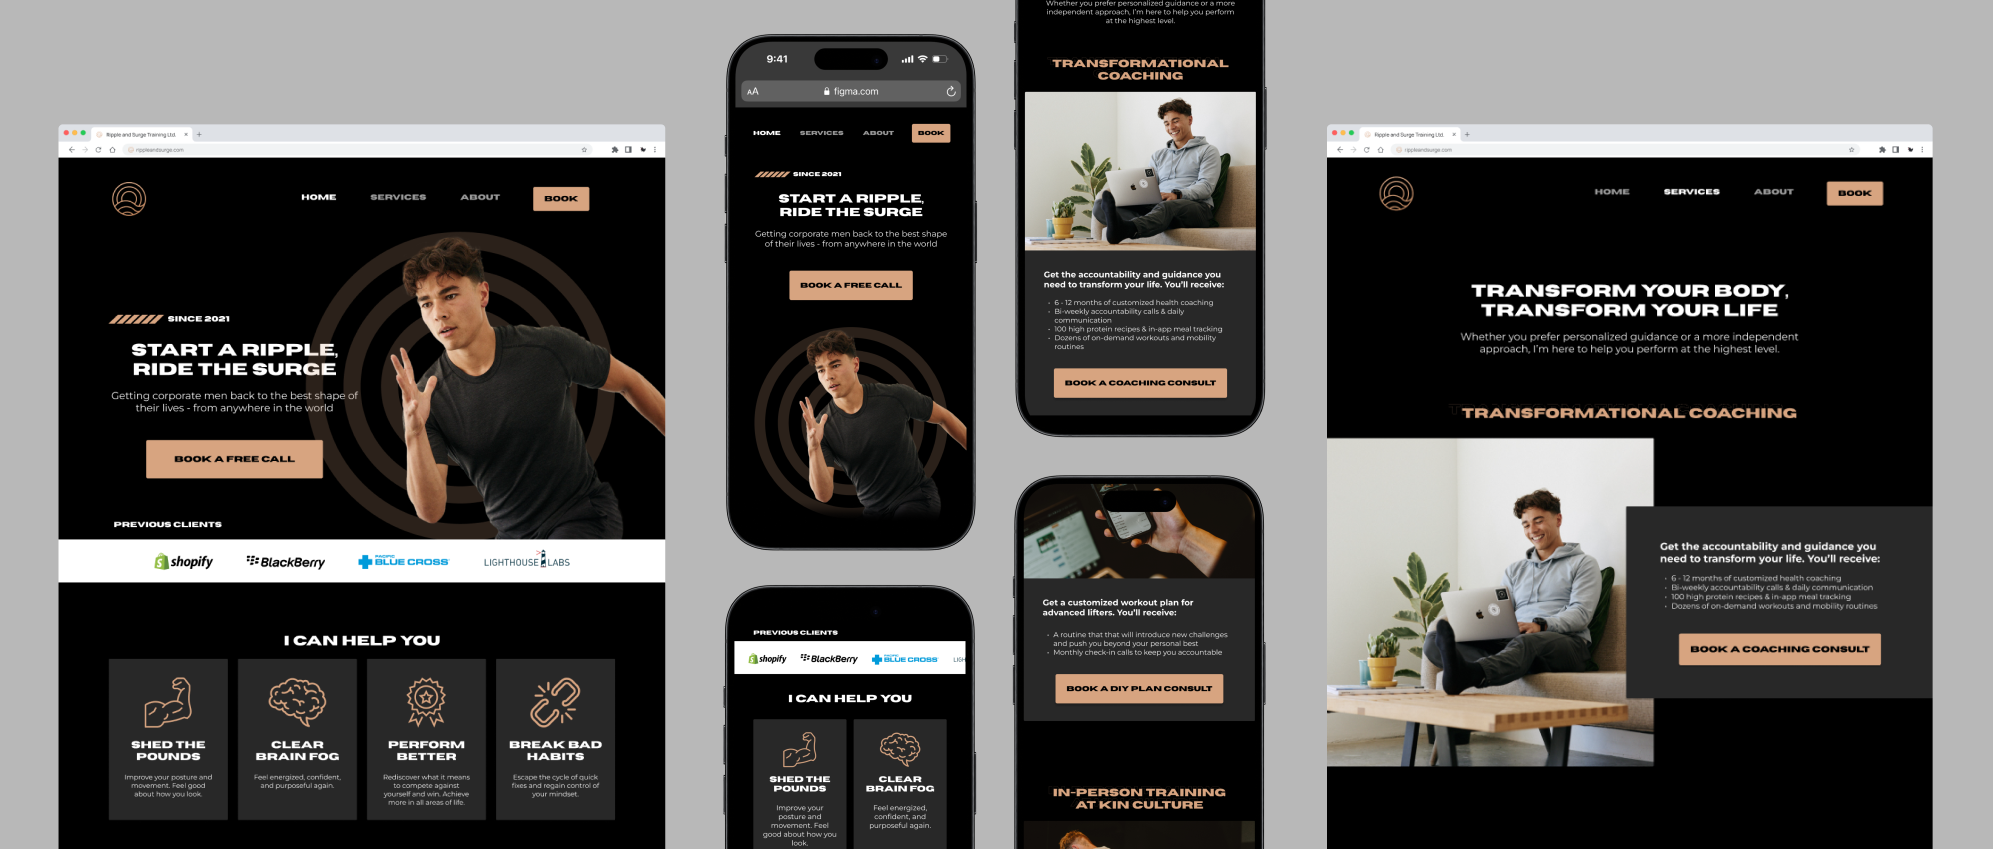 Ripple and Surge Training Ltd.
rippleandsurge.com
HOME
SERVICES
ABOUT
BOOK
SINCE 2021
START A RIPPLE,
RIDE THE SURGE
Getting corporate men back to the best shape of
their lives - from anywhere in the world
BOOK A FREE CALL
PREVIOUS CLIENTS
shopify
BlackBerry
PACIFIC
BLUE CROSS
LIGHTHOUSE LABS
I CAN HELP YOU
SHED THE
POUNDS
Improve your posture and
movement. Feel good
about how you look.
CLEAR
BRAIN FOG
Feel energized, confident,
and purposeful again.
PERFORM
BETTER
Rediscover what it means
to compete against
yourself and win. Achieve
more in all areas of life.
BREAK BAD
HABITS
Escape the cycle of quick
fixes and regain control of
your mindset.
9:41
AA
figma.com
HOME
SERVICES
ABOUT
BOOK
SINCE 2021
START A RIPPLE,
RIDE THE SURGE
Getting corporate men back to the best shape
of their lives - from anywhere in the world
BOOK A FREE CALL
PREVIOUS CLIENTS
shopify
BlackBerry
PACIFIC
BLUE CROSS
LIGH
I CAN HELP YOU
SHED THE
POUNDS
Improve your
posture and
movement. Feel
good about how you
look.
CLEAR
BRAIN FOG
Feel energized,
confident, and
purposeful again.
Whether you prefer personalized guidance or a more
independent approach, I'm here to help you perform
at the highest level.
TRANSFORMATIONAL
COACHING
Get the accountability and guidance you
need to transform your life. You'll receive:
• 6 - 12 months of customized health coaching
• Bi-weekly accountability calls & daily
communication
• 100 high protein recipes & in-app meal tracking
• Dozens of on-demand workouts and mobility
routines
BOOK A COACHING CONSULT
Get a customized workout plan for
advanced lifters. You'll receive:
• A routine that that will introduce new challenges
and push you beyond your personal best
• Monthly check-in calls to keep you accountable
BOOK A DIY PLAN CONSULT
IN-PERSON TRAINING
AT KIN CULTURE
Ripple and Surge Training Ltd.
rippleandsurge.com
HOME
SERVICES
ABOUT
BOOK
TRANSFORM YOUR BODY,
TRANSFORM YOUR LIFE
Whether you prefer personalized guidance or a more independent
approach, I'm here to help you perform at the highest level.
TRANSFORMATIONAL COACHING
Get the accountability and guidance you
need to transform your life. You'll receive:
• 6 - 12 months of customized health coaching
• Bi-weekly accountability calls & daily communication
• 100 high protein recipes & in-app meal tracking
• Dozens of on-demand workouts and mobility routines
BOOK A COACHING CONSULT